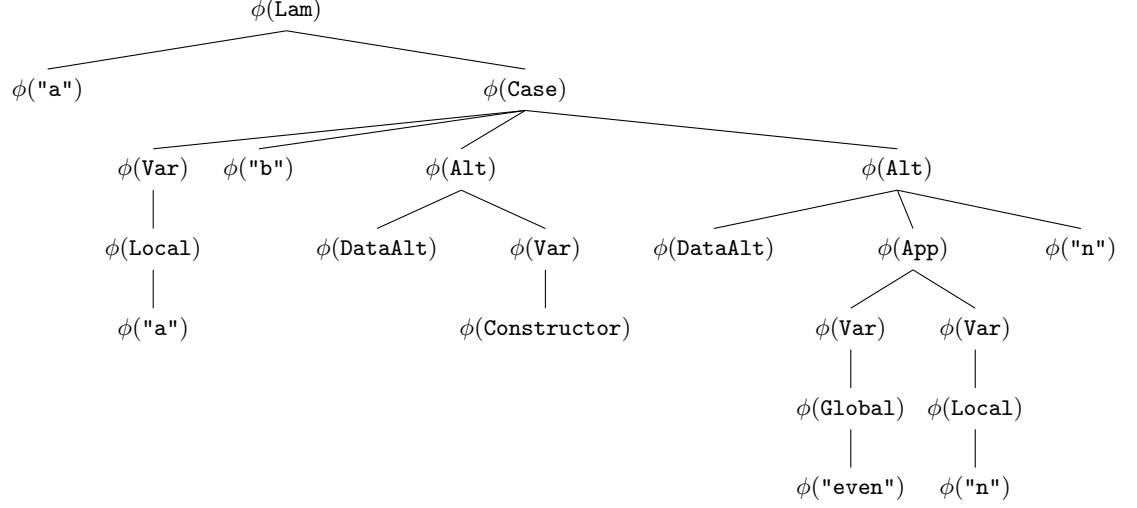 ϕ(Lam)
ϕ("a") ϕ(Case)
ϕ(Var) ϕ("b") ϕ(Alt) ϕ(Alt)
ϕ(Local) ϕ(DataAlt) ϕ(Var) ϕ(DataAlt) ϕ(App) ϕ("n")
ϕ("a") ϕ(Constructor) ϕ(Var) ϕ(Var)
ϕ(Global) ϕ(Local)
ϕ("even") ϕ("n")